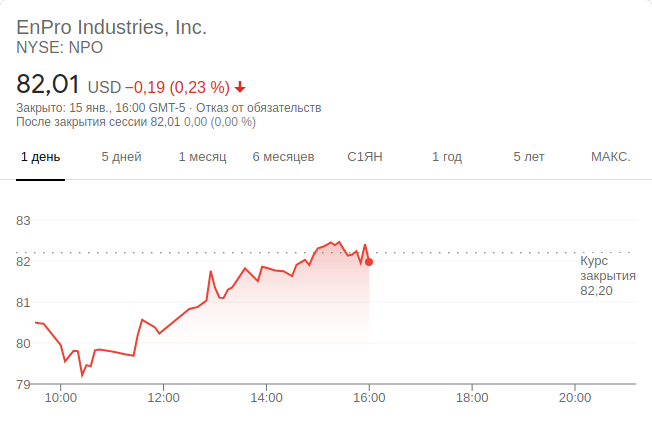 EnPro Industries, Inc.
NYSE: NPO
82,01 USD −0,19 (0,23 %)
Закрыто: 15 янв., 16:00 GMT-5 · Отказ от обязательств
После закрытия сессии 82,01 0,00 (0,00 %)
1 день 5 дней 1 месяц 6 месяцев С1ЯН 1 год 5 лет МАКС.
83
82
81
80
79
Курс
закрытия
82,20
10:00 12:00 14:00 16:00 18:00 20:00